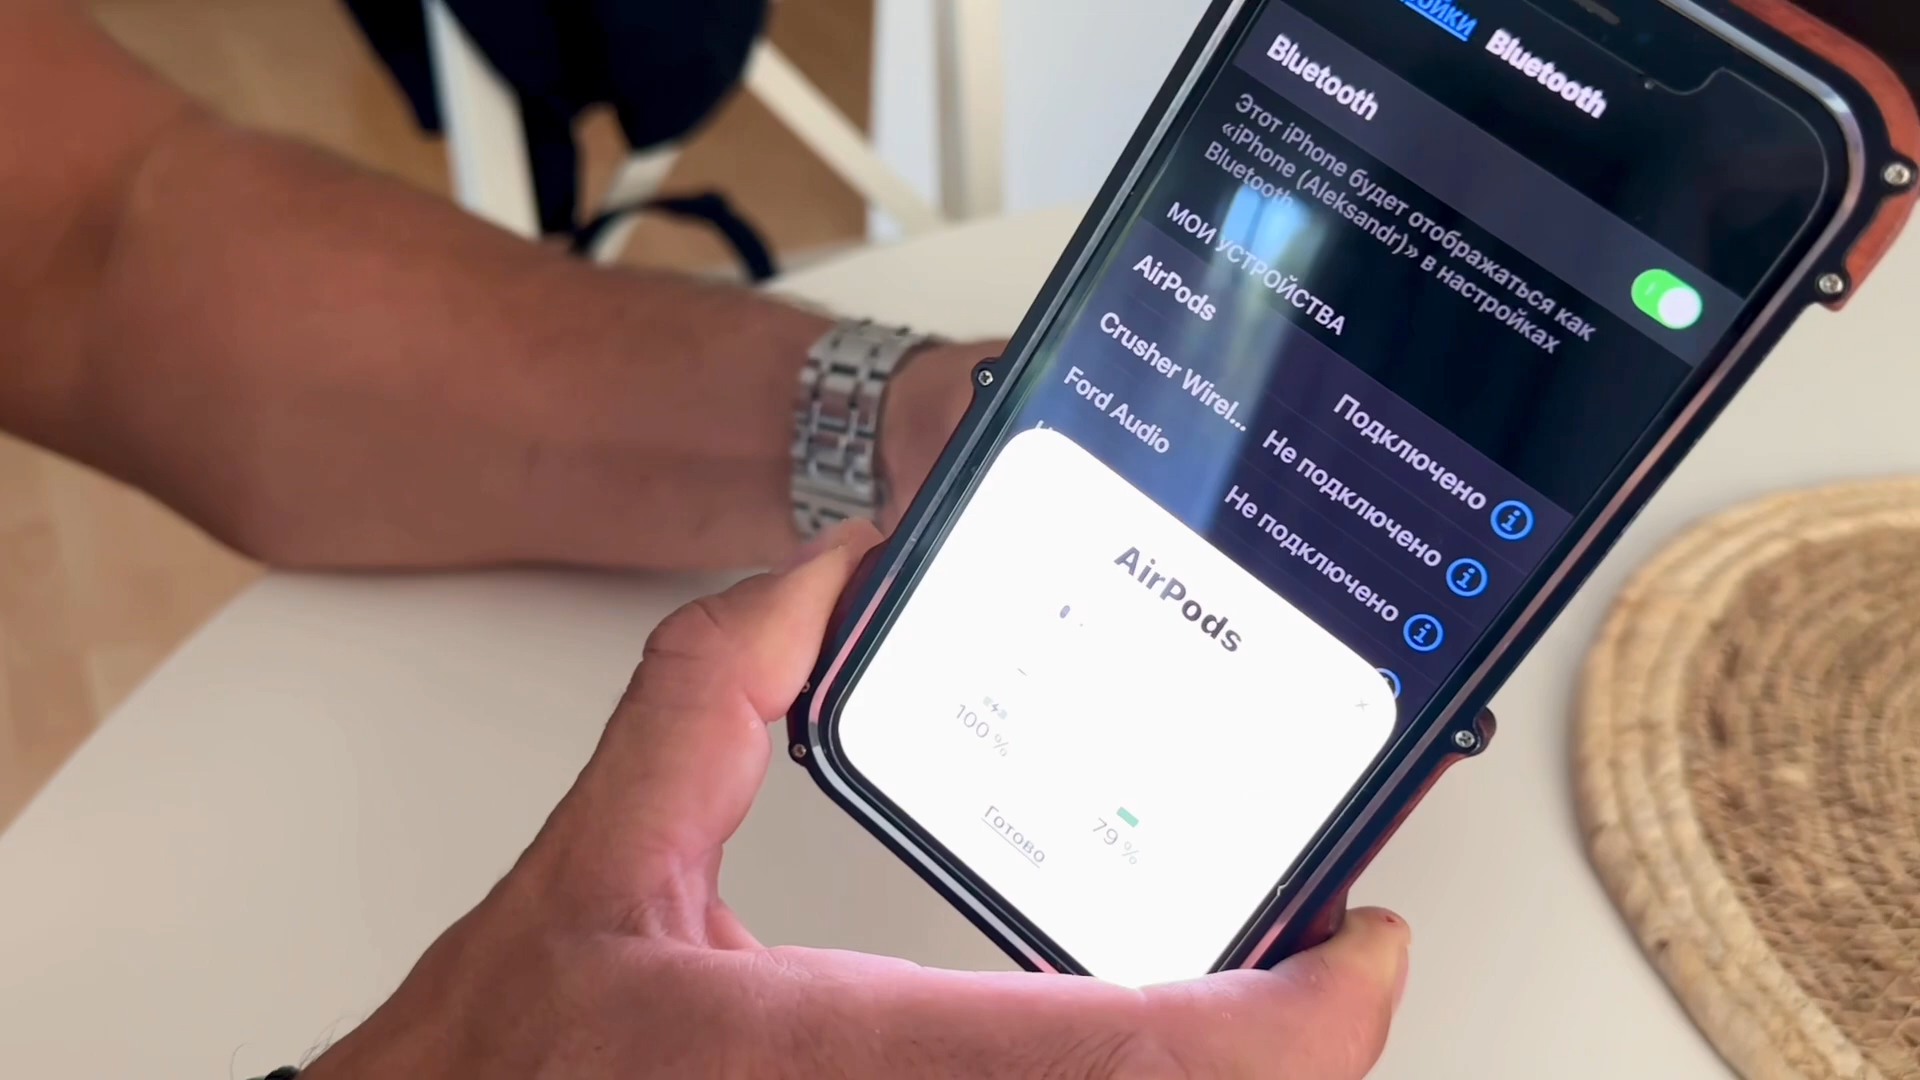 Bluetooth
Bluetooth
Этот iPhone будет отображаться как
«iPhone (Aleksandr)» в настройках
Bluetooth
МОИ УСТРОЙСТВА
AirPods Подключено
Crusher Wirel... Не подключено
Ford Audio Не подключено
AirPods
100 %
79 %
Готово